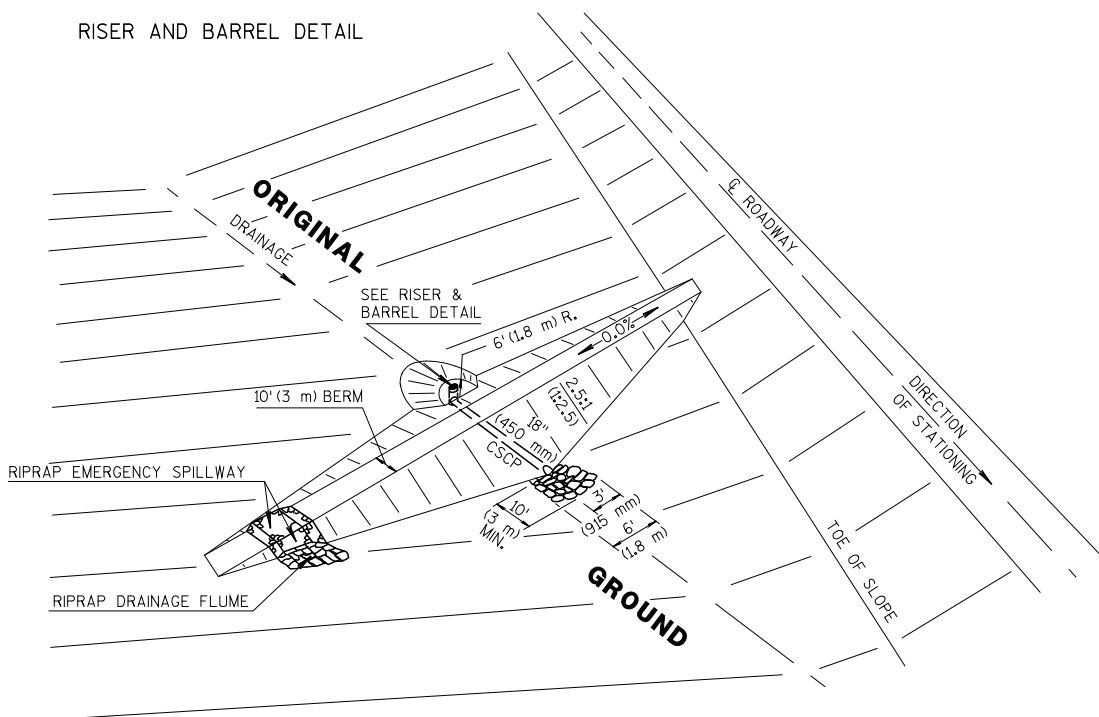 RISER AND BARREL DETAIL
ORIGINAL
DRAINAGE
℄ ROADWAY
SEE RISER &
BARREL DETAIL
6' (1.8 m) R.
0.0%
10' (3 m) BERM
2.5:1
(1:2.5)
18"
(450 mm)
CSCP
DIRECTION
OF STATIONING
RIPRAP EMERGENCY SPILLWAY
10'
(3 m)
MIN.
3'
(915 mm)
6'
(1.8 m)
TOE OF SLOPE
RIPRAP DRAINAGE FLUME
GROUND